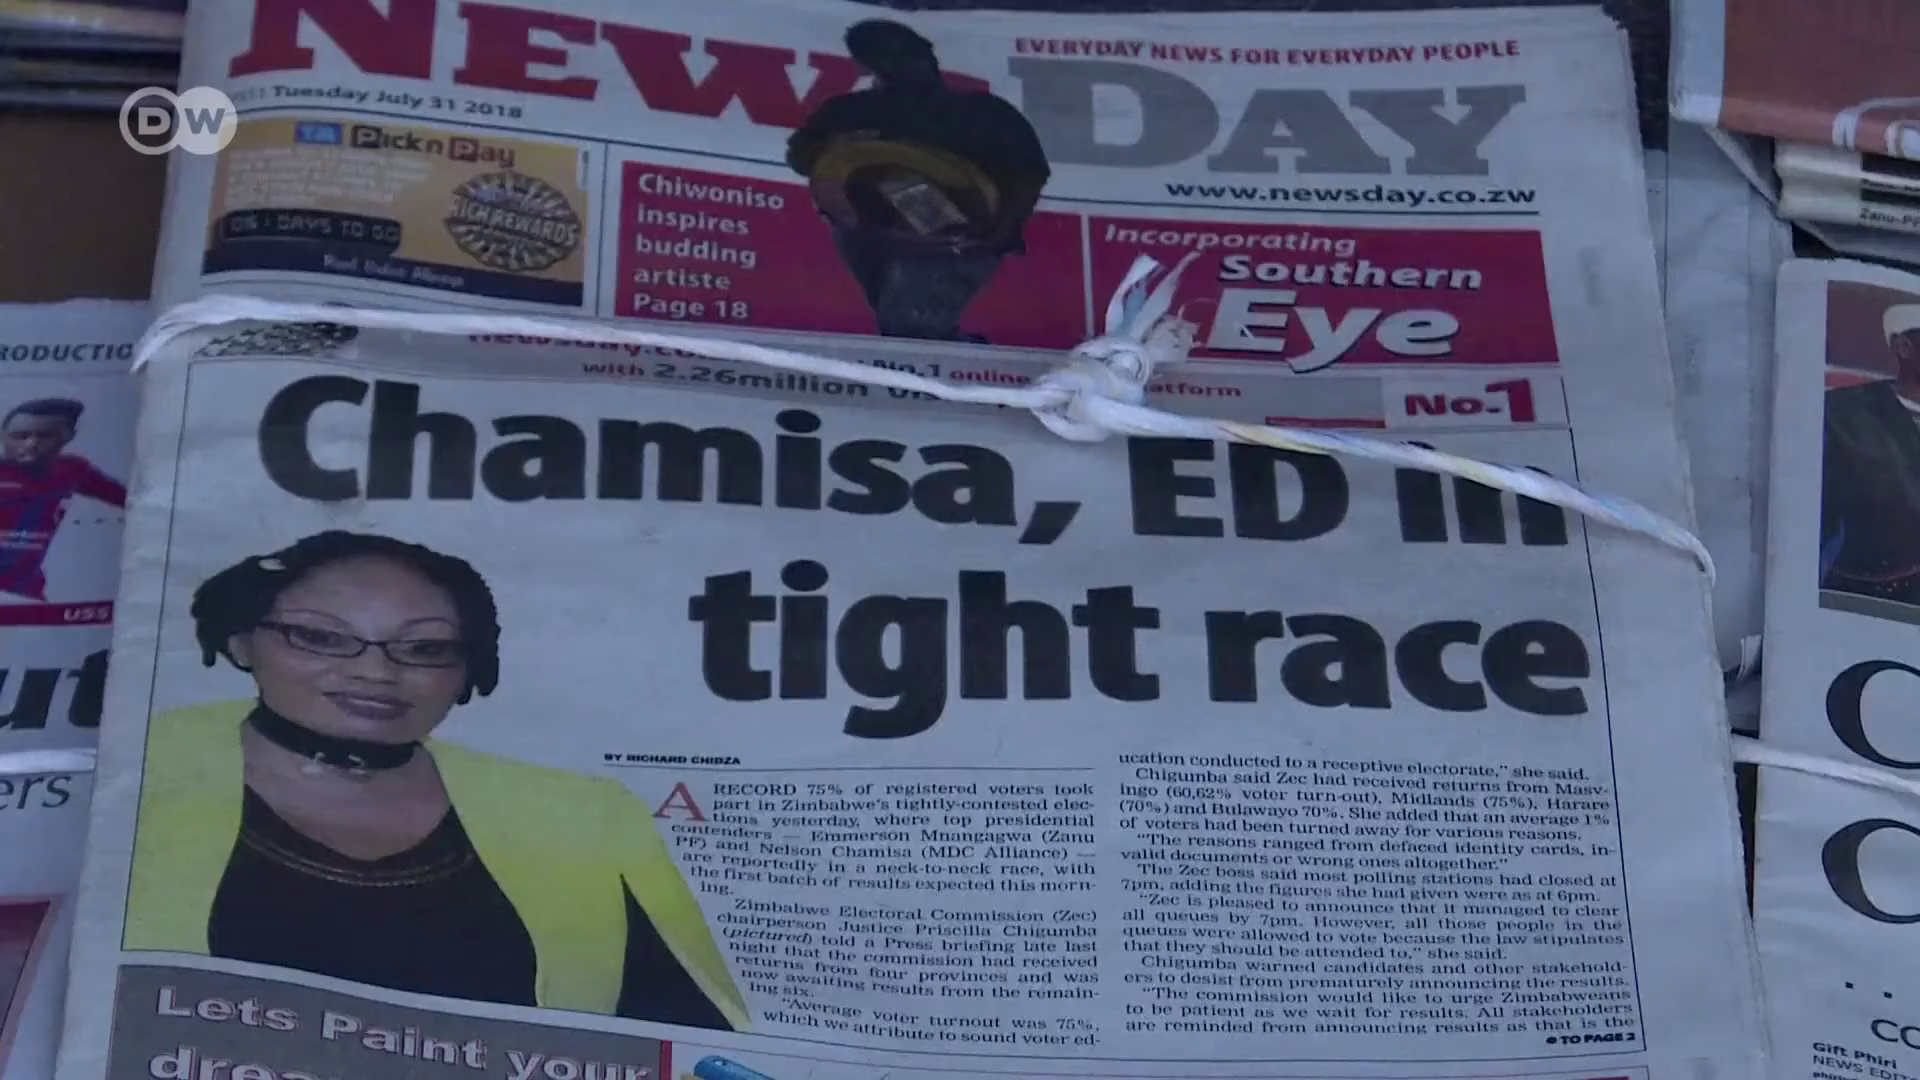 NEWSDAY
EVERYDAY NEWS FOR EVERYDAY PEOPLE
DW
Tuesday July 31 2018
www.newsday.co.zw
Pick n Pay
RICH REWARDS
DAYS TO GO
Chiwoniso
inspires
budding
artiste
Page 18
Incorporating
Southern
Eye
with 2.26million
No.1 online
No.1
Chamisa, ED in
tight race
BY RICHARD CHIDZA
A RECORD 75% of registered voters took
part in Zimbabwe's tightly-contested elec-
tions yesterday, where top presidential
contenders — Emmerson Mnangagwa (Zanu
PF) and Nelson Chamisa (MDC Alliance) —
are reportedly in a neck-to-neck race, with
the first batch of results expected this morn-
ing.
Zimbabwe Electoral Commission (Zec)
chairperson Justice Priscilla Chigumba
(pictured) told a Press briefing late last
night that the commission had received
returns from four provinces and was
now awaiting results from the remain-
ing six.
"Average voter turnout was 75%,
which we attribute to sound voter ed-
ucation conducted to a receptive electorate," she said.
Chigumba said Zec had received returns from Masv-
ingo (60,62% voter turn-out), Midlands (75%), Harare
(70%) and Bulawayo 70%. She added that an average 1%
of voters had been turned away for various reasons.
"The reasons ranged from defaced identity cards, in-
valid documents or wrong ones altogether."
The Zec boss said most polling stations had closed at
7pm, adding the figures she had given were as at 6pm.
"Zec is pleased to announce that it managed to clear
all queues by 7pm. However, all those people in the
queues were allowed to vote because the law stipulates
that they should be attended to," she said.
Chigumba warned candidates and other stakehold-
ers to desist from prematurely announcing the results.
"The commission would like to urge Zimbabweans
to be patient as we wait for results. All stakeholders
are reminded from announcing results as that is the
TO PAGE 2
Lets Paint your
USS
ers
Gift Phiri